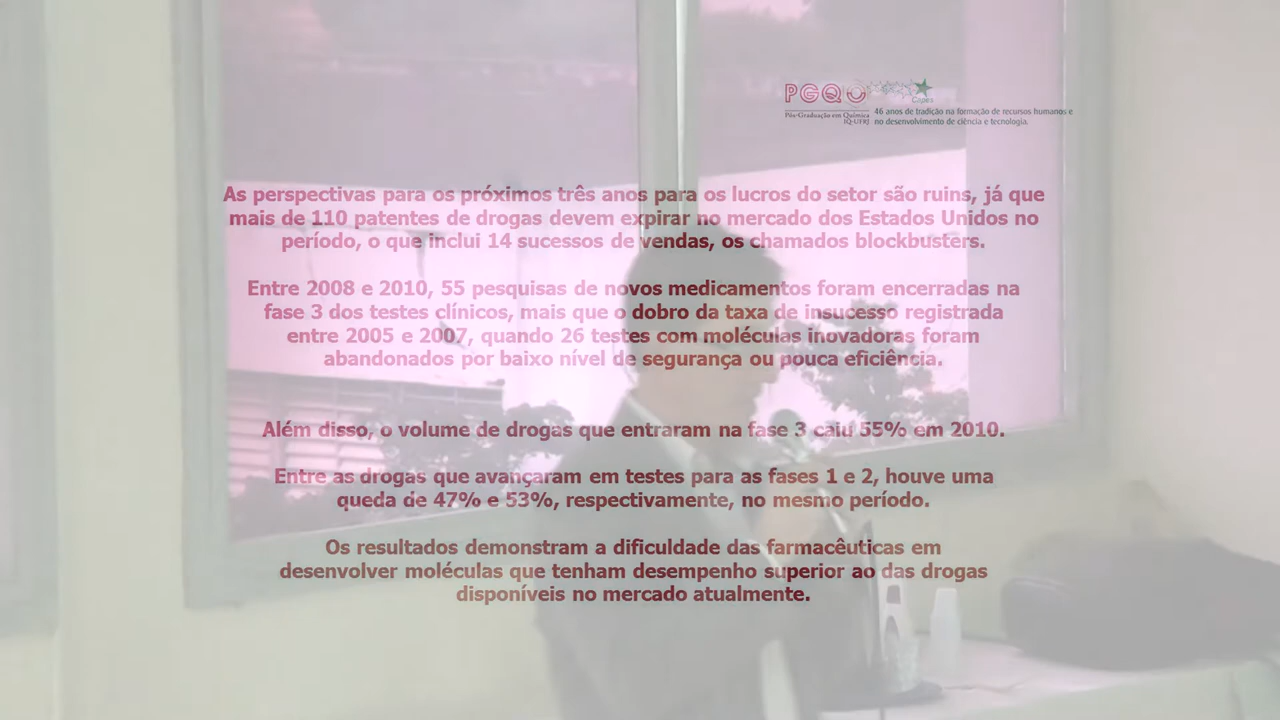 PGQU
Capes
Pós-Graduação em Química
IQ-UFRJ
46 anos de tradição na formação de recursos humanos e
no desenvolvimento de ciência e tecnologia.
As perspectivas para os próximos três anos para os lucros do setor são ruins, já que
mais de 110 patentes de drogas devem expirar no mercado dos Estados Unidos no
período, o que inclui 14 sucessos de vendas, os chamados blockbusters.
Entre 2008 e 2010, 55 pesquisas de novos medicamentos foram encerradas na
fase 3 dos testes clínicos, mais que o dobro da taxa de insucesso registrada
entre 2005 e 2007, quando 26 testes com moléculas inovadoras foram
abandonados por baixo nível de segurança ou pouca eficiência.
Além disso, o volume de drogas que entraram na fase 3 caiu 55% em 2010.
Entre as drogas que avançaram em testes para as fases 1 e 2, houve uma
queda de 47% e 53%, respectivamente, no mesmo período.
Os resultados demonstram a dificuldade das farmacêuticas em
desenvolver moléculas que tenham desempenho superior ao das drogas
disponíveis no mercado atualmente.